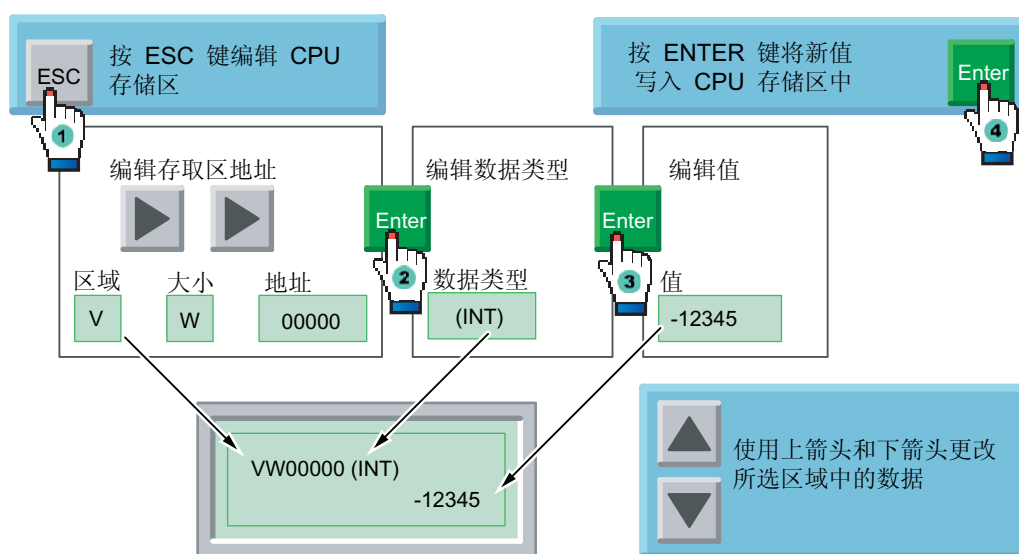 ESC
按 ESC 键编辑 CPU
存储区
按 ENTER 键将新值
写入 CPU 存储区中
Enter
1
4
编辑存取区地址
编辑数据类型
编辑值
Enter
Enter
2
3
区域
大小
地址
数据类型
值
V
W
00000
(INT)
-12345
VW00000 (INT)
-12345
使用上箭头和下箭头更改
所选区域中的数据